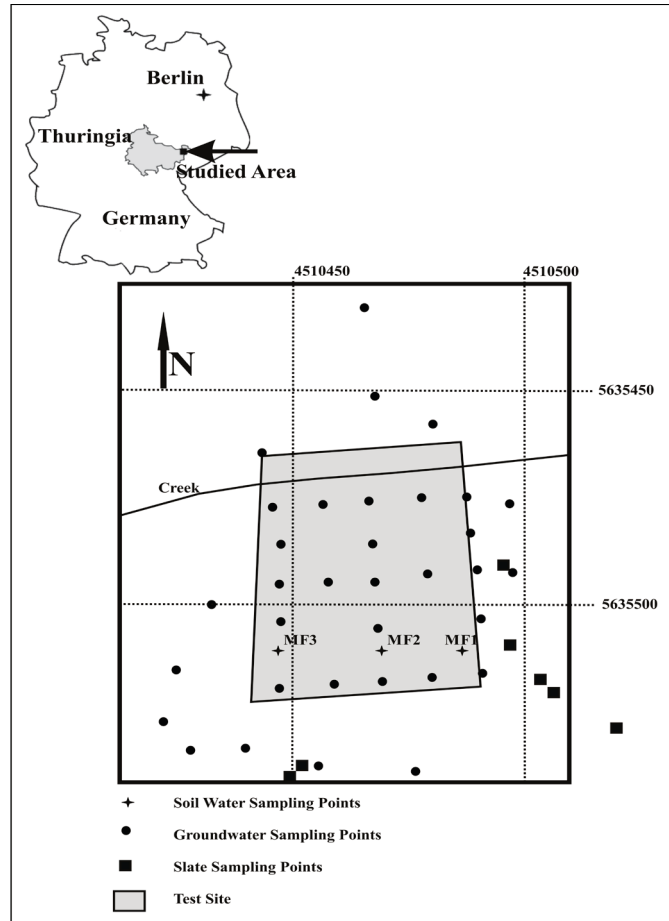 Berlin
Thuringia
Studied Area
Germany
4510450
4510500
N
5635450
Creek
5635500
MF3
MF2
MF1
Soil Water Sampling Points
Groundwater Sampling Points
Slate Sampling Points
Test Site